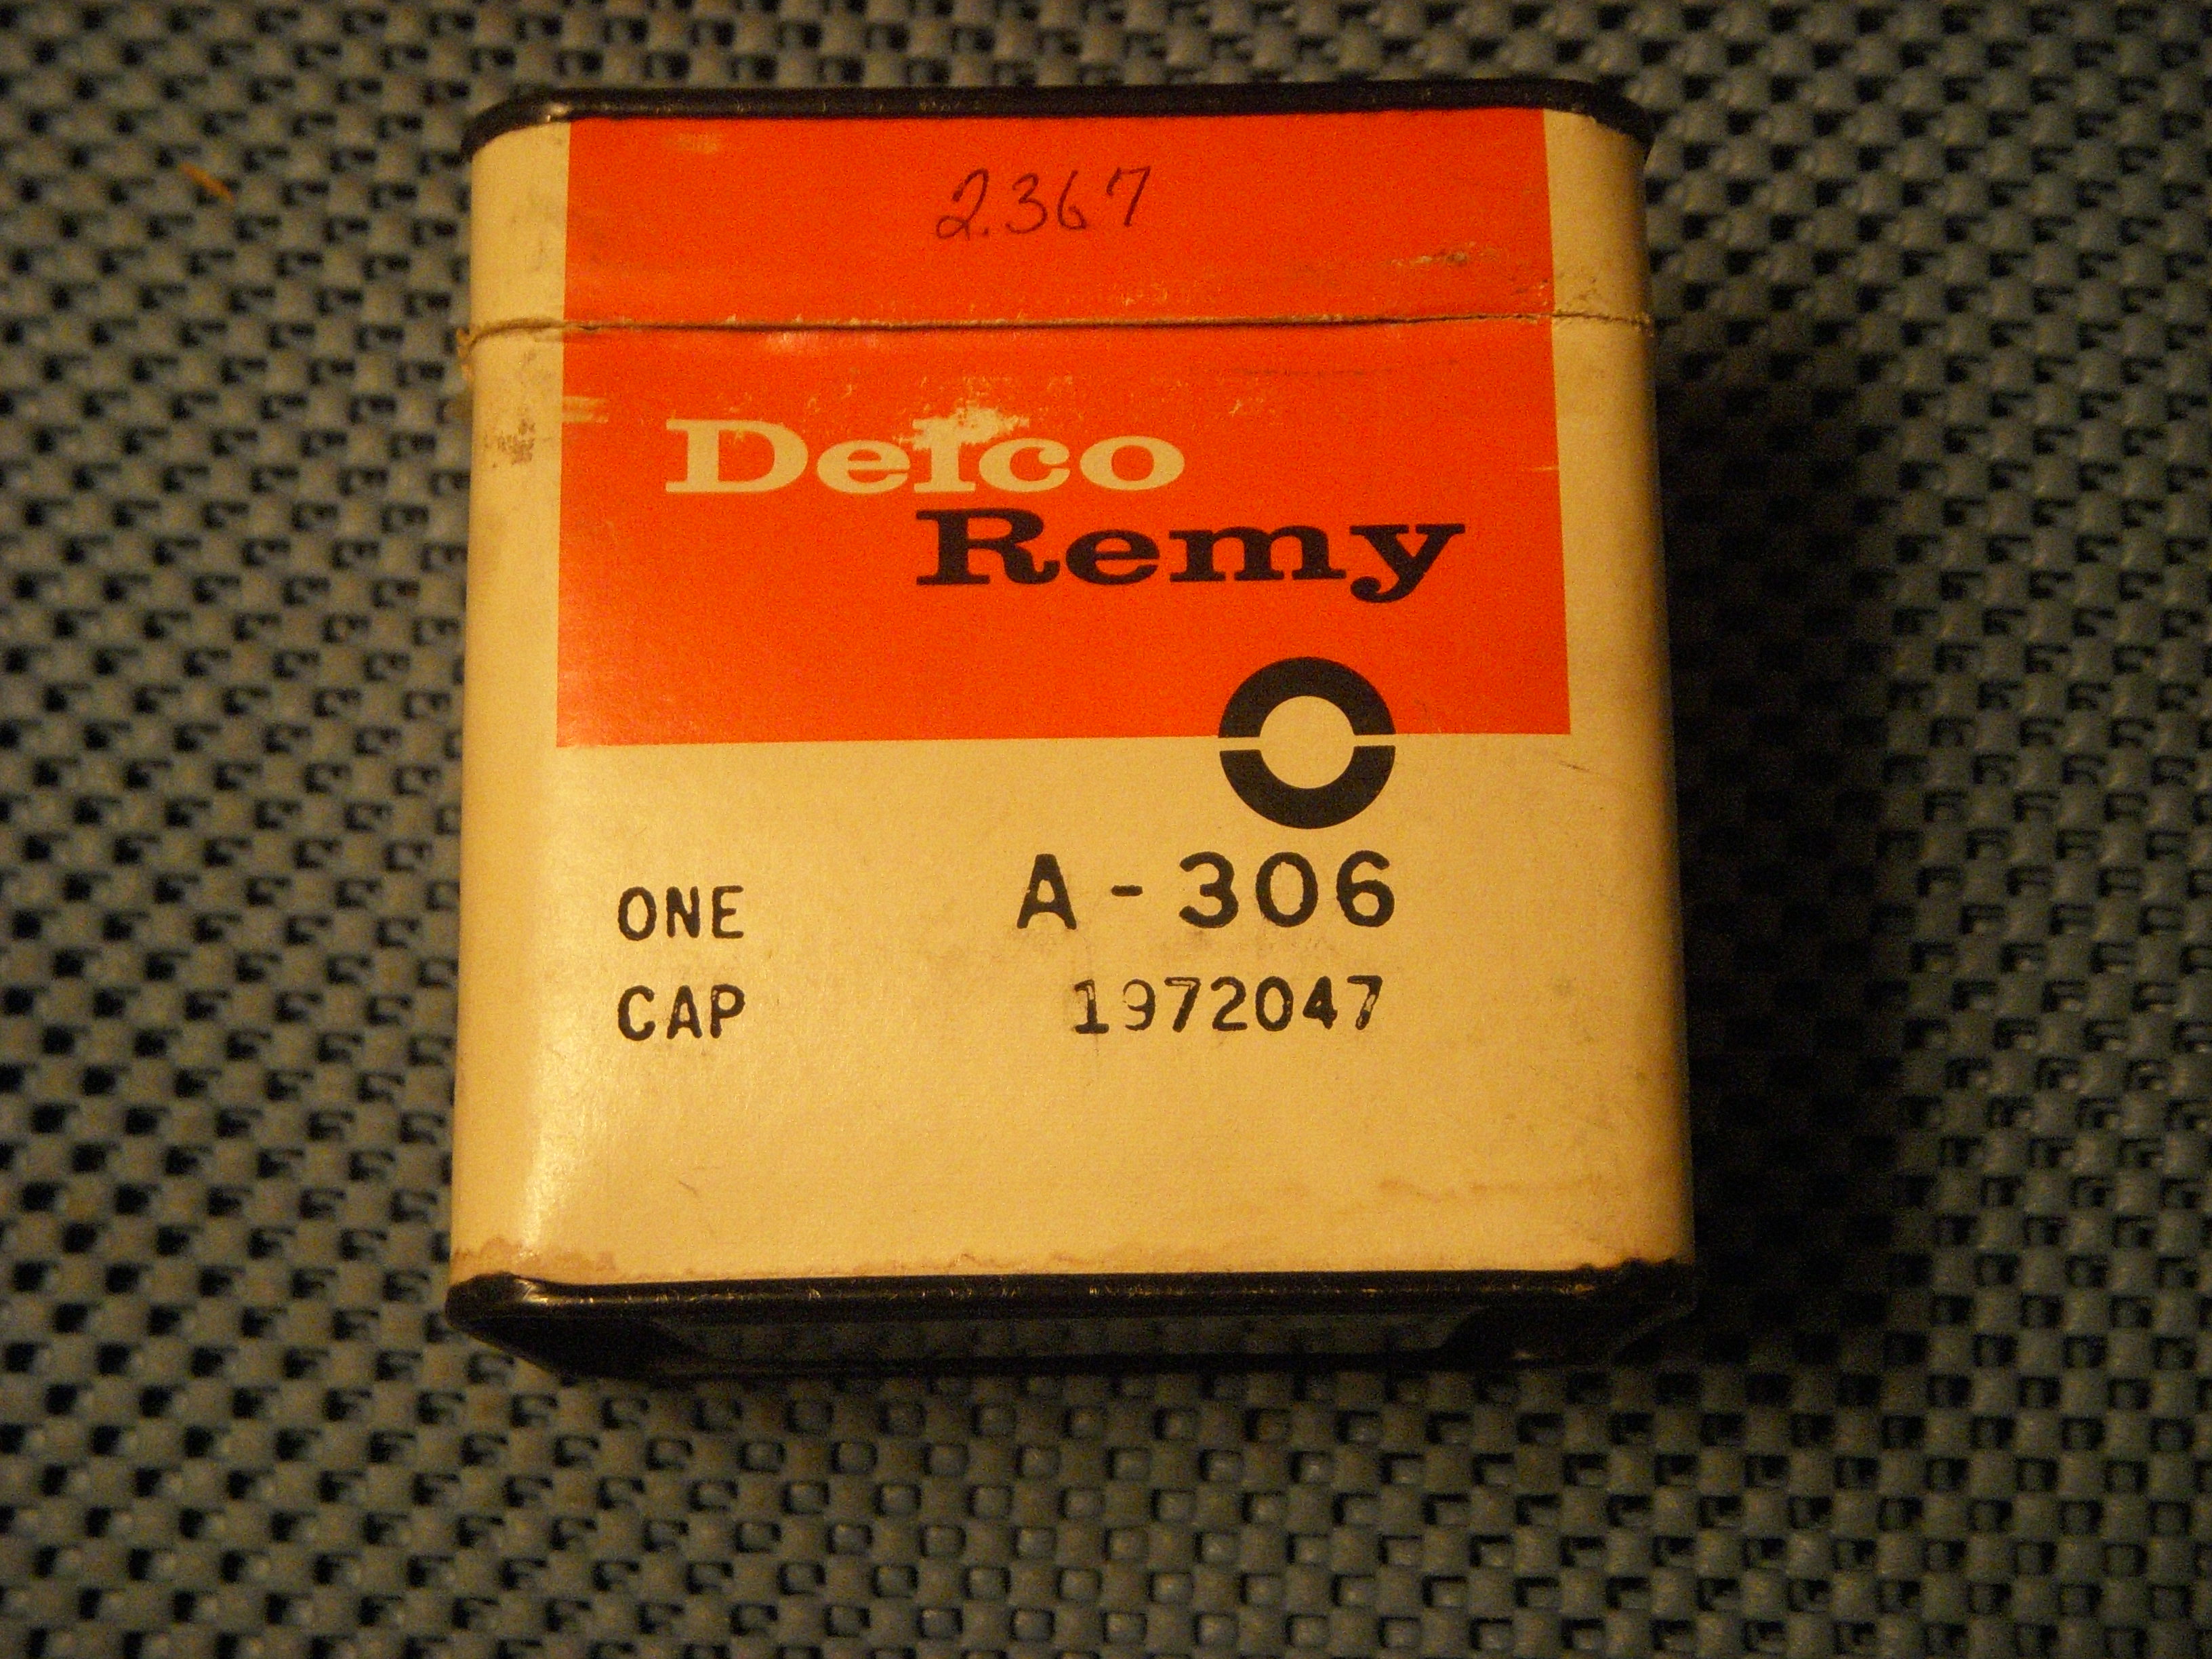 2.367
Delco
Remy
ONE A-306
CAP 1972047